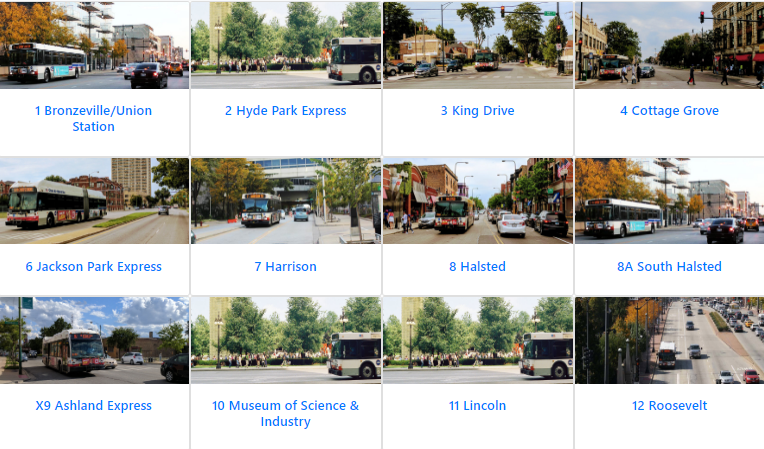 1 Bronzeville/Union
Station
2 Hyde Park Express
3 King Drive
4 Cottage Grove
6 Jackson Park Express
7 Harrison
8 Halsted
8A South Halsted
X9 Ashland Express
10 Museum of Science &
Industry
11 Lincoln
12 Roosevelt